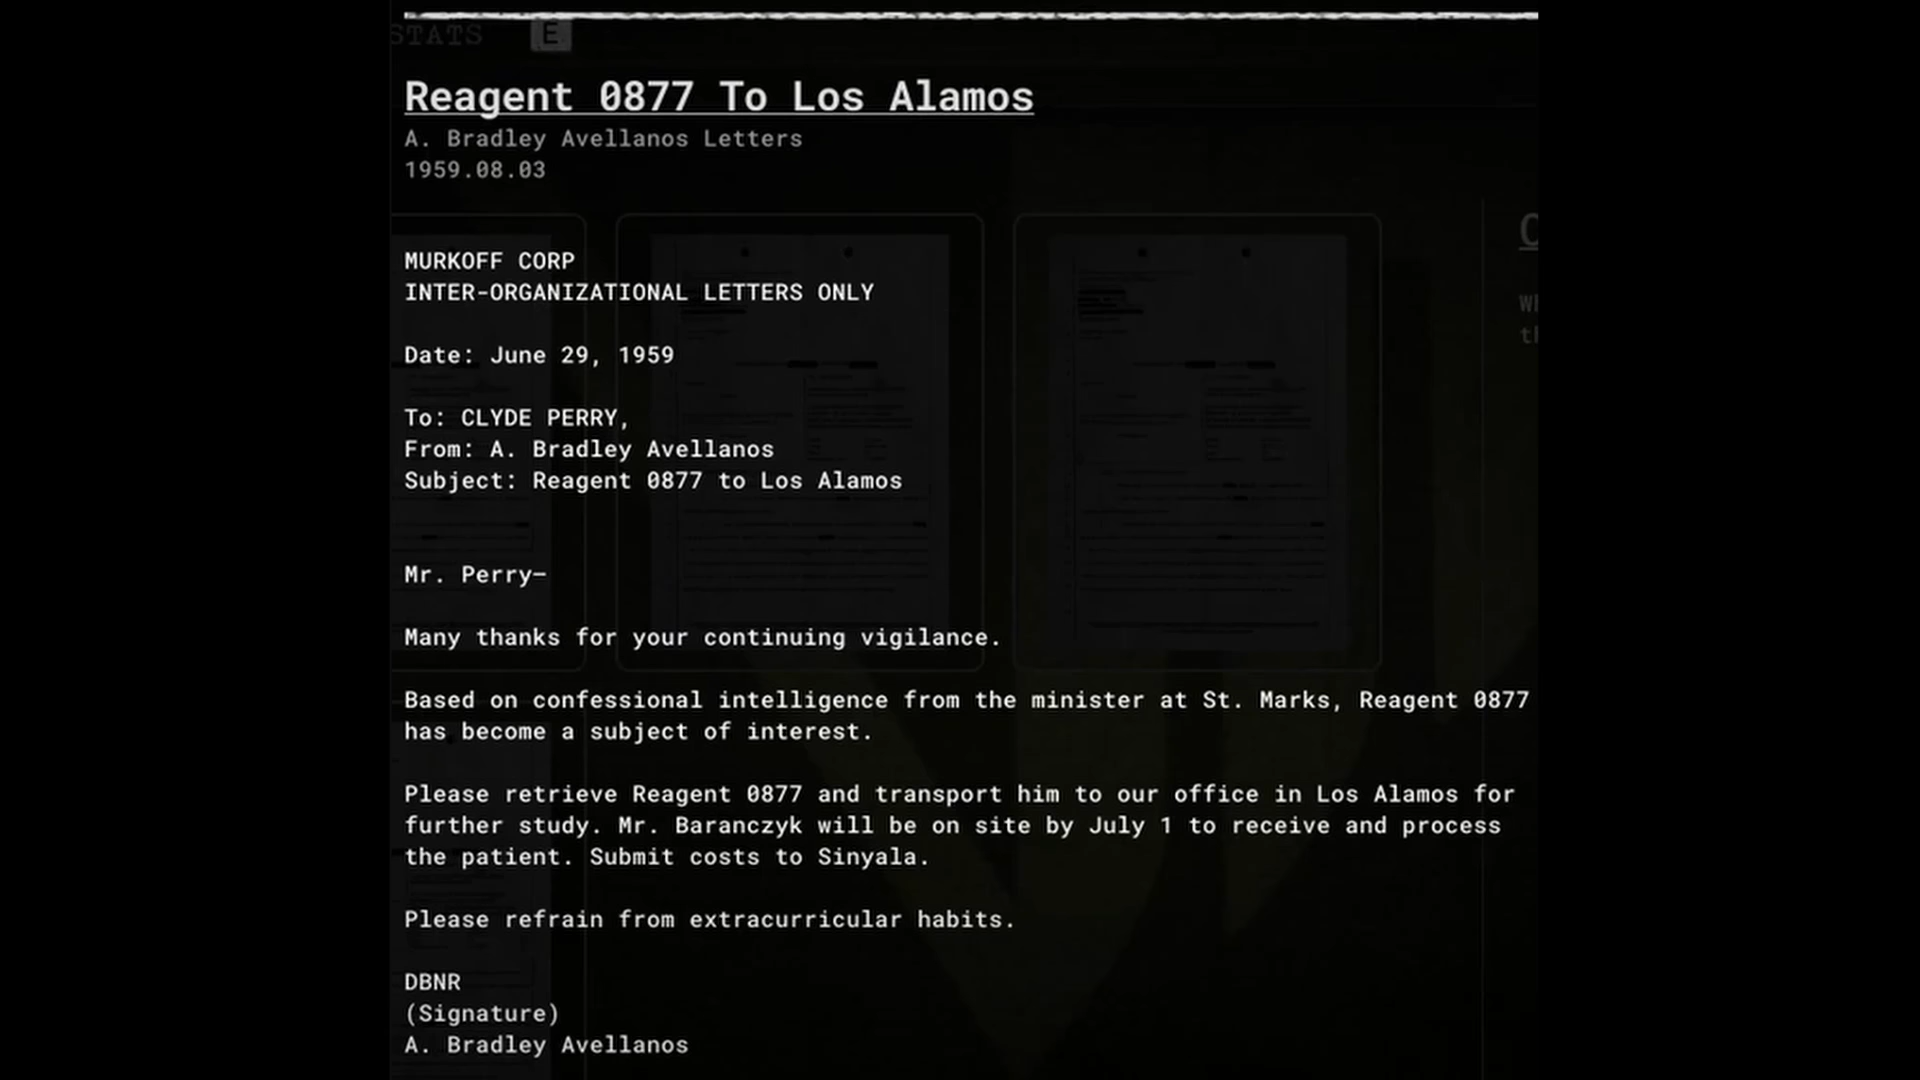 STATS E
Reagent 0877 To Los Alamos
A. Bradley Avellanos Letters
1959.08.03
MURKOFF CORP
INTER-ORGANIZATIONAL LETTERS ONLY
Date: June 29, 1959
To: CLYDE PERRY,
From: A. Bradley Avellanos
Subject: Reagent 0877 to Los Alamos
Mr. Perry—
Many thanks for your continuing vigilance.
Based on confessional intelligence from the minister at St. Marks, Reagent 0877
has become a subject of interest.
Please retrieve Reagent 0877 and transport him to our office in Los Alamos for
further study. Mr. Baranczyk will be on site by July 1 to receive and process
the patient. Submit costs to Sinyala.
Please refrain from extracurricular habits.
DBNR
(Signature)
A. Bradley Avellanos